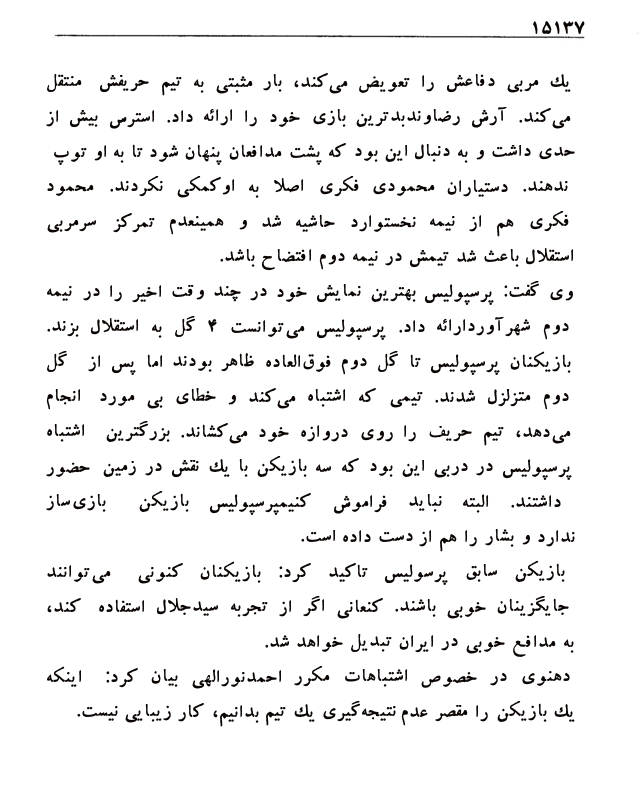 ۱۵۱۳۷
یك مربی دفاعش را تعویض می‌کند، بار مثبتی به تیم حریفش منتقل
می‌کند. آرش رضاوندبدترین بازی خود را ارائه داد. استرس بیش از
حدی داشت و به دنبال این بود که پشت مدافعان پنهان شود تا به او توپ
ندهند. دستیاران محمودی فکری اصلا به اوکمکی نکردند. محمود
فکری هم از نیمه نخستوارد حاشیه شد و همینعدم تمرکز سرمربی
استقلال باعث شد تیمش در نیمه دوم افتضاح باشد.
وی گفت: پرسپولیس بهترین نمایش خود در چند وقت اخیر را در نیمه
دوم شهرآوردارائه داد. پرسپولیس می‌توانست ۴ گل به استقلال بزند.
بازیکنان پرسپولیس تا گل دوم فوق‌العاده ظاهر بودند اما پس از گل
دوم متزلزل شدند. تیمی که اشتباه می‌کند و خطای بی مورد انجام
می‌دهد، تیم حریف را روی دروازه خود می‌کشاند. بزرگترین اشتباه
پرسپولیس در دربی این بود که سه بازیکن با یك نقش در زمین حضور
داشتند. البته نباید فراموش کنیمپرسپولیس بازیکن بازی‌ساز
ندارد و بشار را هم از دست داده است.
بازیکن سابق پرسولیس تاکید کرد: بازیکنان کنونی می‌توانند
جایگزینان خوبی باشند. کنعانی اگر از تجربه سیدجلال استفاده کند،
به مدافع خوبی در ایران تبدیل خواهد شد.
دهنوی در خصوص اشتباهات مکرر احمدنورالهی بیان کرد: اینکه
یك بازیکن را مقصر عدم نتیجه‌گیری یك تیم بدانیم، کار زیبایی نیست.